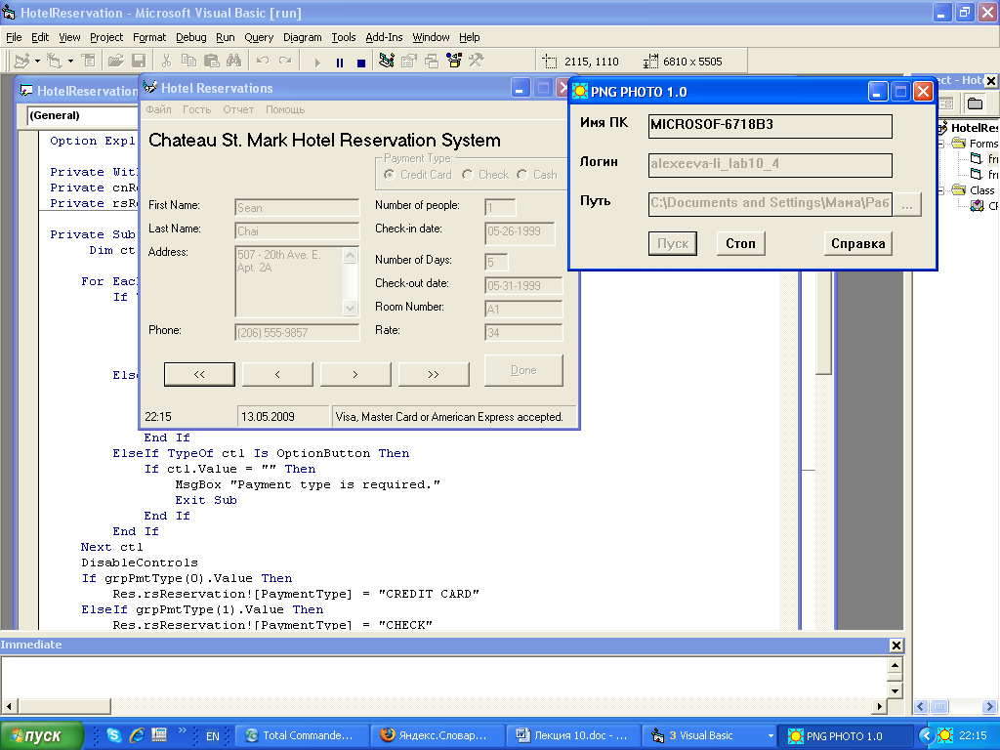 HotelReservation - Microsoft Visual Basic [run]
File Edit View Project Format Debug Run Query Diagram Tools Add-Ins Window Help
2115, 1110 6810 x 5505
HotelReservation
(General)
Option Expl
Private Wit
Private cnR
Private rsR
Private Sub
Dim ct
For Eac
If
Else
End If
ElseIf TypeOf ctl Is OptionButton Then
If ctl.Value = "" Then
MsgBox "Payment type is required."
Exit Sub
End If
End If
Next ctl
DisableControls
If grpPmtType(0).Value Then
Res.rsReservation![PaymentType] = "CREDIT CARD"
ElseIf grpPmtType(1).Value Then
Res.rsReservation![PaymentType] = "CHECK"
Hotel Reservations
Файл Гость Отчет Помощь
Chateau St. Mark Hotel Reservation System
Payment Type:
Credit Card Check Cash
First Name: Sean
Last Name: Chai
Address: 507 - 20th Ave. E.
Apt. 2A
Phone: (206) 555-9857
Number of people: 1
Check-in date: 05-26-1999
Number of Days: 5
Check-out date: 05-31-1999
Room Number: A1
Rate: 34
<< < > >> Done
22:15 13.05.2009 Visa, Master Card or American Express accepted.
PNG PHOTO 1.0
Имя ПК MICROSOF-6718B3
Логин alexeeva-li_lab10_4
Путь C:\Documents and Settings\Мама\Раб ...
Пуск Стоп Справка
ect - Hote
HotelRes
Forms
fr
fr
Class
CR
Immediate
пуск EN Total Commande... Яндекс.Словар... Лекция 10.doc - ... 3 Visual Basic PNG PHOTO 1.0 22:15